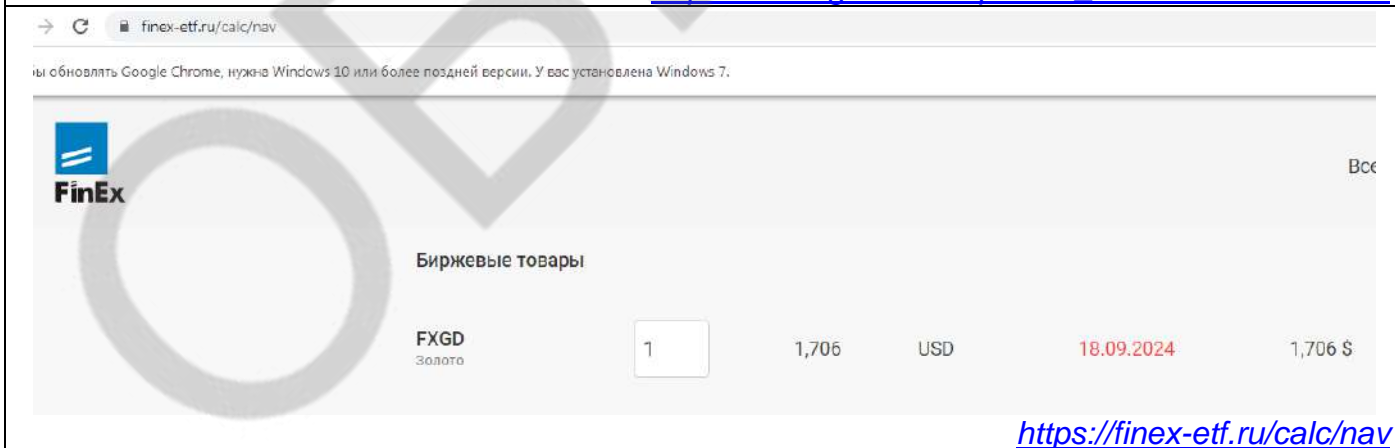 finex-etf.ru/calc/nav
бы обновлять Google Chrome, нужна Windows 10 или более поздней версии. У вас установлена Windows 7.
FinEx
Все
Биржевые товары
FXGD
Золото
1
1,706
USD
18.09.2024
1,706 $
https://finex-etf.ru/calc/nav